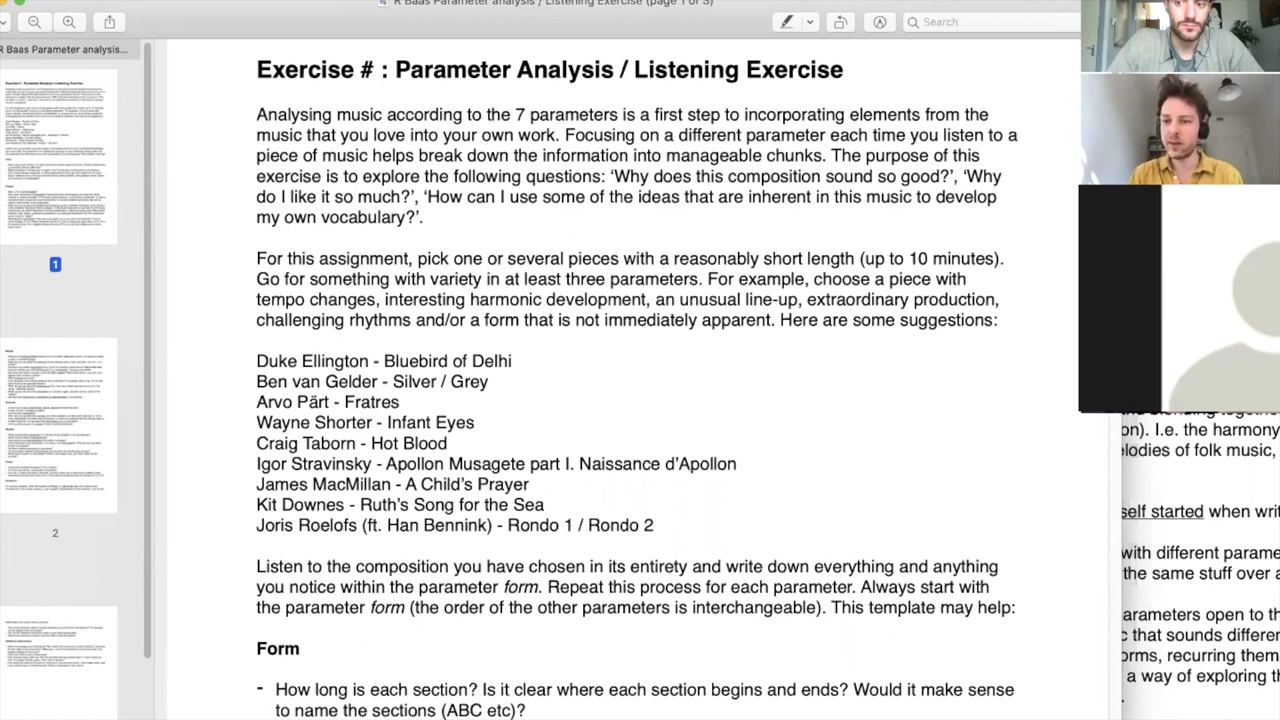 R Baas Parameter analysis / Listening Exercise (page 1 of 3)
Search
R Baas Parameter analysis...
1
2
Exercise # : Parameter Analysis / Listening Exercise
Analysing music according to the 7 parameters is a first step to incorporating elements from the
music that you love into your own work. Focusing on a different parameter each time you listen to a
piece of music helps break down the information into manageable chunks. The purpose of this
exercise is to explore the following questions: ‘Why does this composition sound so good?’, ‘Why
do I like it so much?’, ‘How can I use some of the ideas that are inherent in this music to develop
my own vocabulary?’.
For this assignment, pick one or several pieces with a reasonably short length (up to 10 minutes).
Go for something with variety in at least three parameters. For example, choose a piece with
tempo changes, interesting harmonic development, an unusual line-up, extraordinary production,
challenging rhythms and/or a form that is not immediately apparent. Here are some suggestions:
Duke Ellington - Bluebird of Delhi
Ben van Gelder - Silver / Grey
Arvo Pärt - Fratres
Wayne Shorter - Infant Eyes
Craig Taborn - Hot Blood
Igor Stravinsky - Apollon Musagète part I. Naissance d’Apollon
James MacMillan - A Child’s Prayer
Kit Downes - Ruth’s Song for the Sea
Joris Roelofs (ft. Han Bennink) - Rondo 1 / Rondo 2
Listen to the composition you have chosen in its entirety and write down everything and anything
you notice within the parameter form. Repeat this process for each parameter. Always start with
the parameter form (the order of the other parameters is interchangeable). This template may help:
Form
- How long is each section? Is it clear where each section begins and ends? Would it make sense
to name the sections (ABC etc)?
on). I.e. the harmony
elodies of folk music,
self started when writ
with different parame
the same stuff over a
arameters open to th
c that sounds differen
orms, recurring them
a way of exploring th